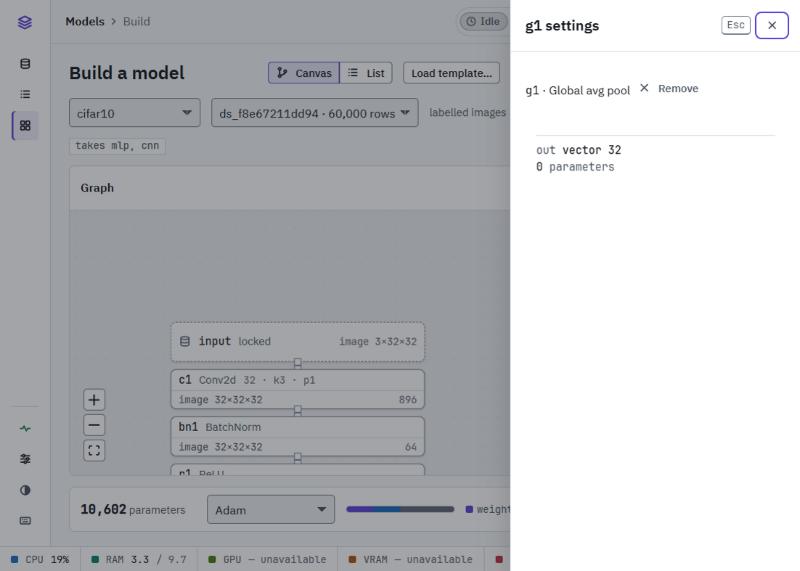 Models > Build
Idle
Build a model
Canvas
List
Load template...
cifar10
ds_f8e67211dd94 · 60,000 rows
labelled images
takes mlp, cnn
Graph
input locked
image 3×32×32
c1 Conv2d 32 · k3 · p1
image 32×32×32
896
bn1 BatchNorm
image 32×32×32
64
r1 ReLU
10,602 parameters
Adam
weight
CPU 19%
RAM 3.3 / 9.7
GPU — unavailable
VRAM — unavailable
g1 settings
Esc
g1 · Global avg pool
Remove
out vector 32
0 parameters